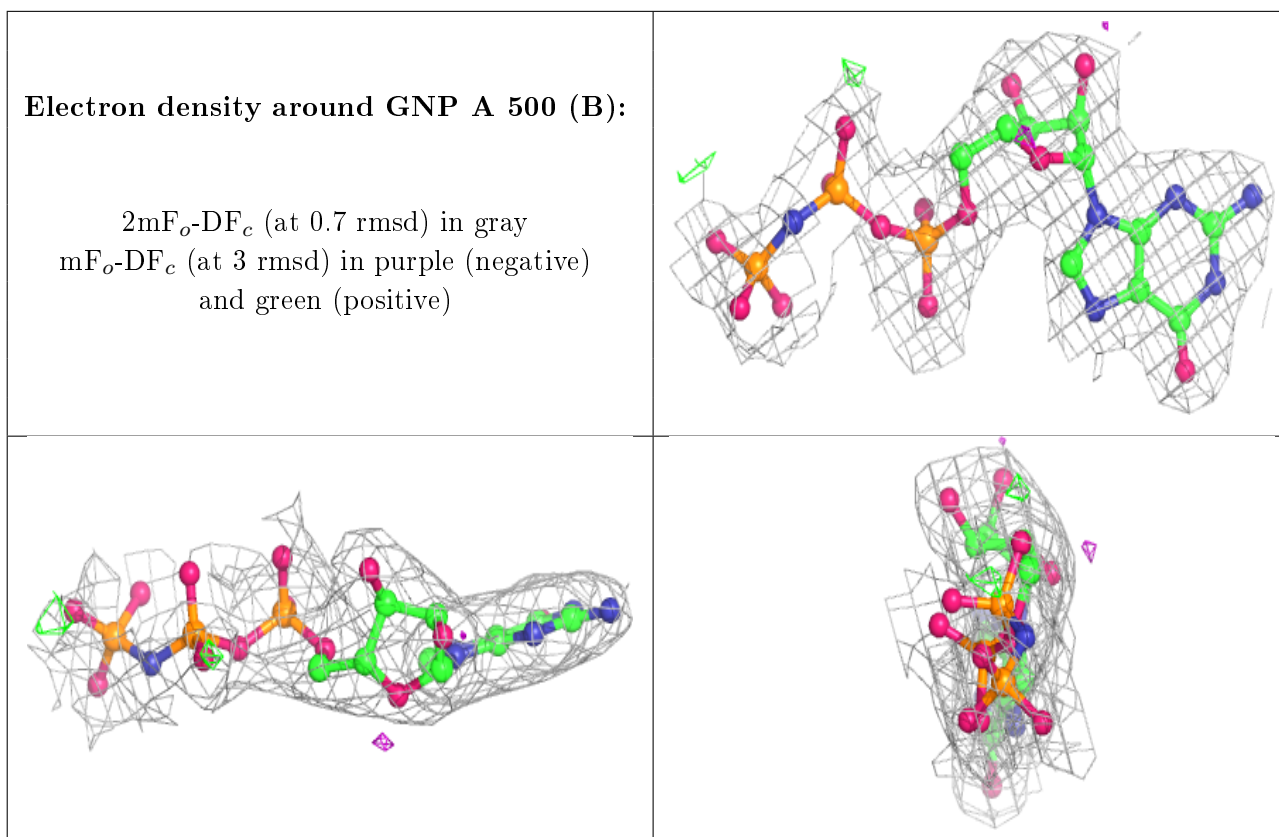 Electron density around GNP A 500 (B):
2mFo-DFc (at 0.7 rmsd) in gray
mFo-DFc (at 3 rmsd) in purple (negative)
and green (positive)